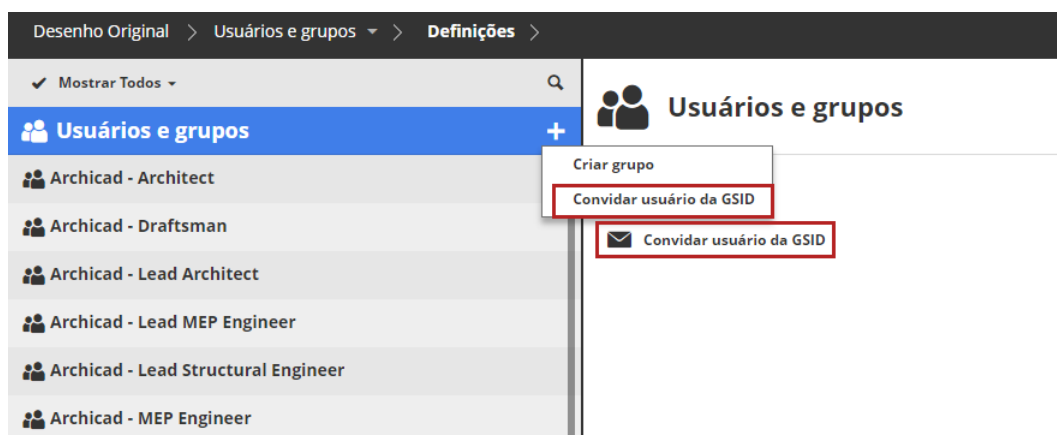 Desenho Original > Usuários e grupos > Definições >
Mostrar Todos
Usuários e grupos
Criar grupo
Convidar usuário da GSID
Archicad - Architect
Archicad - Draftsman
Archicad - Lead Architect
Archicad - Lead MEP Engineer
Archicad - Lead Structural Engineer
Archicad - MEP Engineer
Usuários e grupos
Convidar usuário da GSID